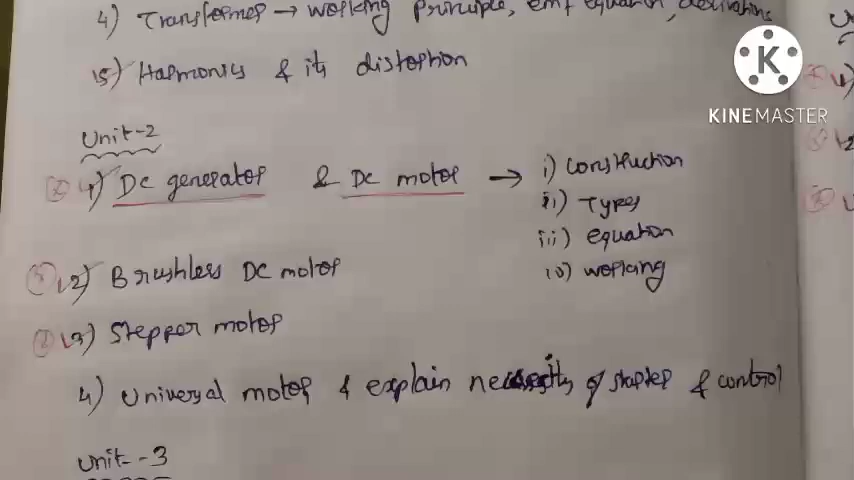 4) Transformer → working principle, emf equation, derivations
5) Harmonics & its distortion
KINEMASTER
Unit-2
1) DC generator & DC motor → i) construction
ii) Types
iii) equation
iv) working
2) Brushless DC motor
3) Stepper motor
4) Universal motor & explain necessity of starter & control
Unit-3